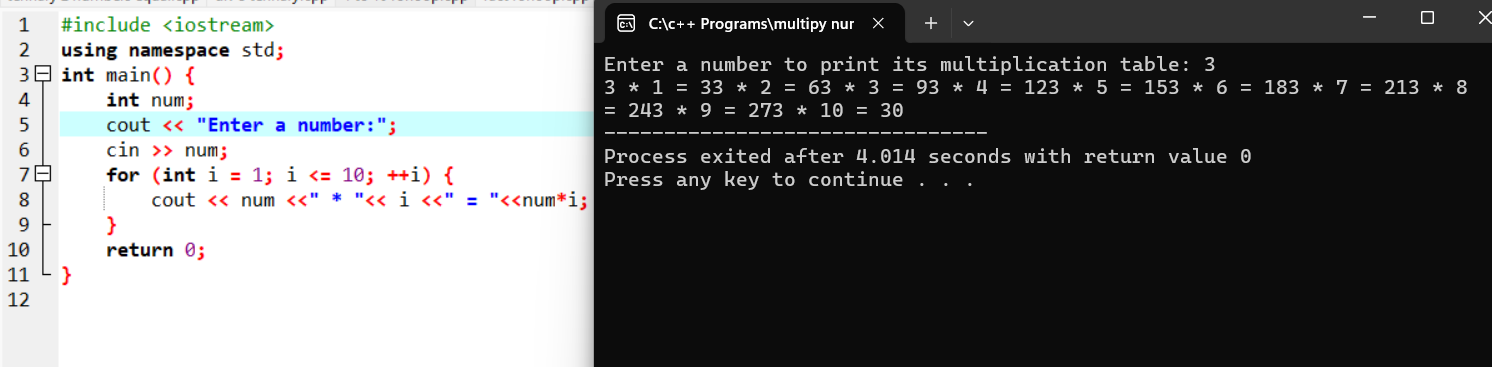 1 #include <iostream>
2 using namespace std;
3 int main() {
4 int num;
5 cout << "Enter a number:";
6 cin >> num;
7 for (int i = 1; i <= 10; ++i) {
8 cout << num <<" * "<< i <<" = "<<num*i;
9 }
10 return 0;
11 }
12
C:\c++ Programs\multipy nur
Enter a number to print its multiplication table: 3
3 * 1 = 33 * 2 = 63 * 3 = 93 * 4 = 123 * 5 = 153 * 6 = 183 * 7 = 213 * 8
= 243 * 9 = 273 * 10 = 30
--------------------------------
Process exited after 4.014 seconds with return value 0
Press any key to continue . . .